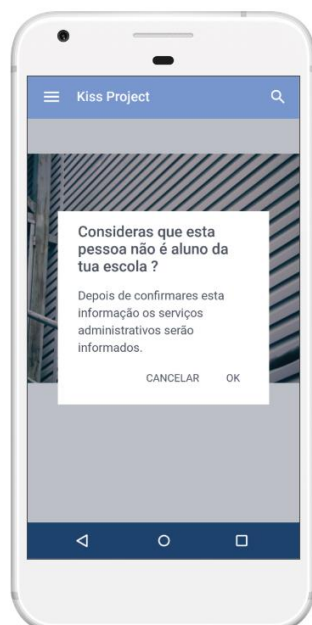 Kiss Project
Consideras que esta
pessoa não é aluno da
tua escola ?
Depois de confirmares esta
informação os serviços
administrativos serão
informados.
CANCELAR OK